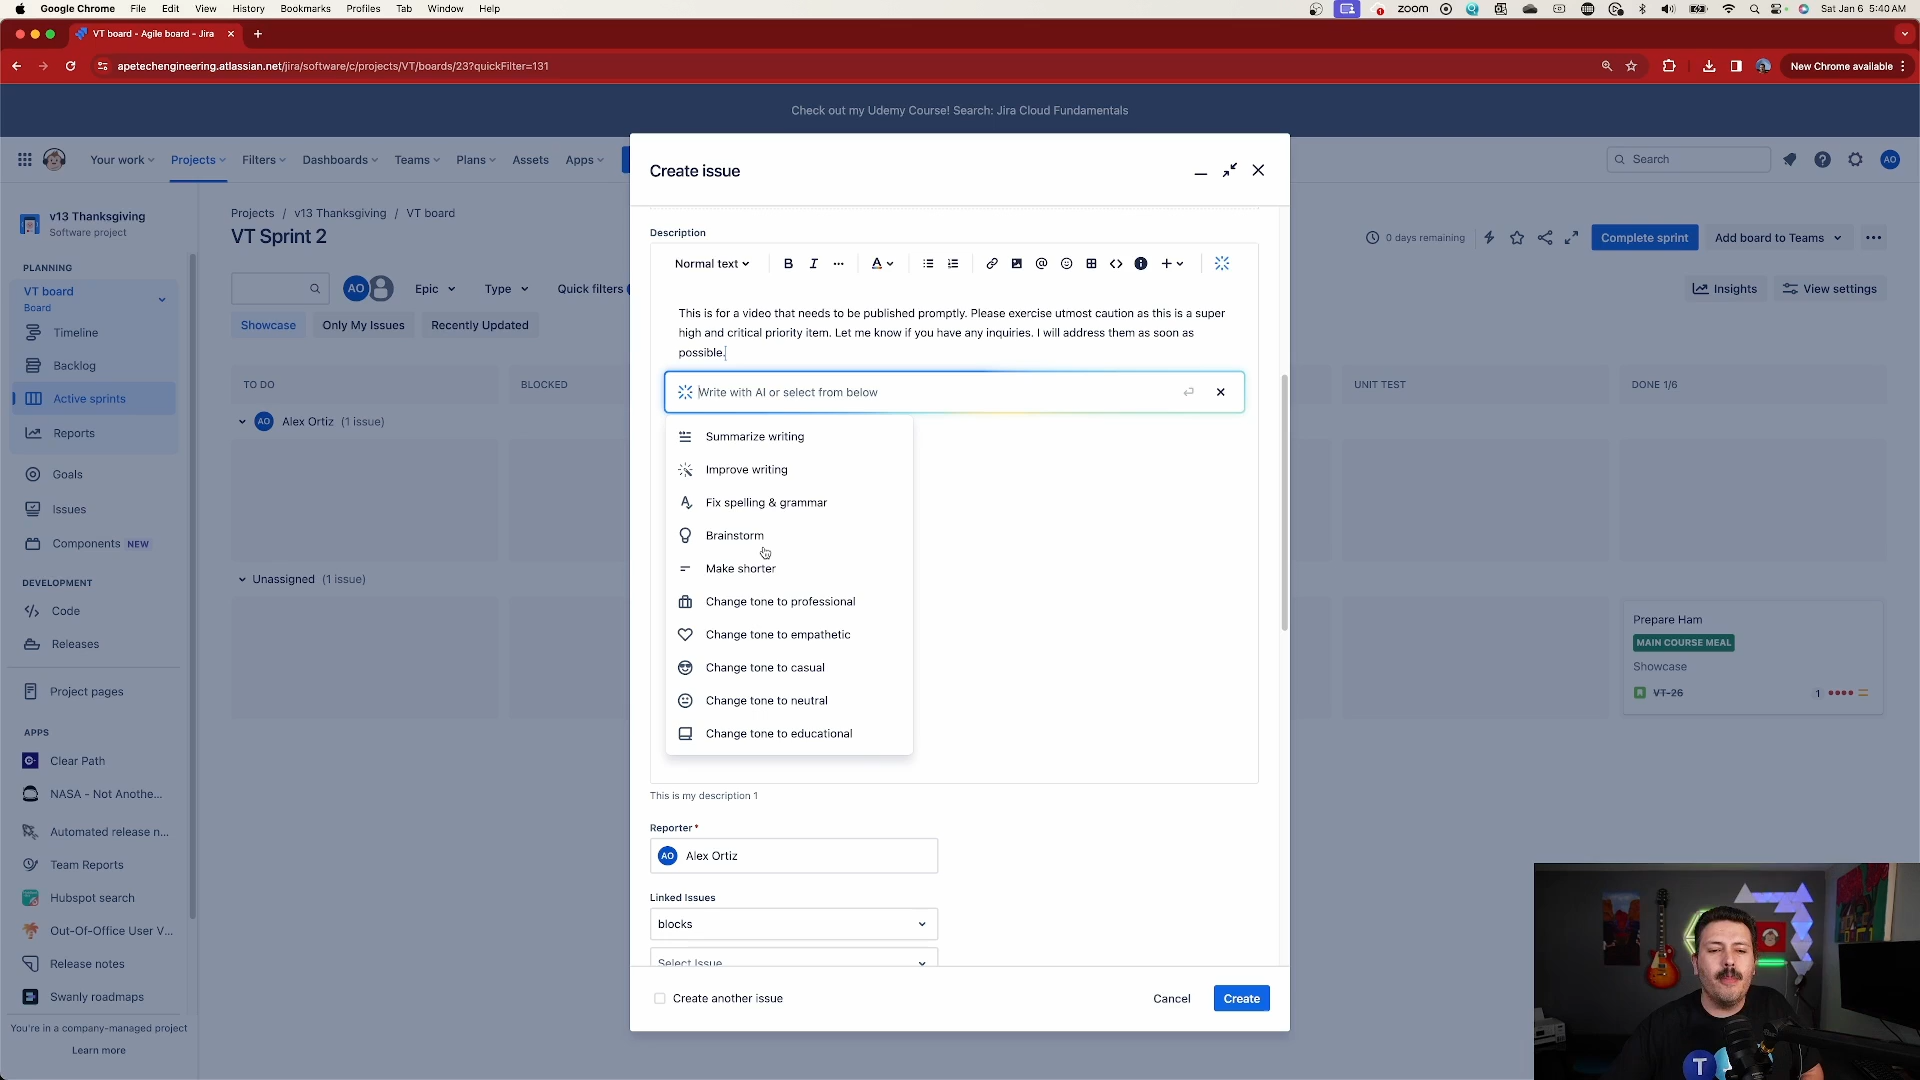 Google Chrome File Edit View History Bookmarks Profiles Tab Window Help
zoom
Sat Jan 6 5:40 AM
VT board - Agile board - Jira
apetechengineering.atlassian.net/jira/software/c/projects/VT/boards/23?quickFilter=131
New Chrome available
Check out my Udemy Course! Search: Jira Cloud Fundamentals
Your work Projects Filters Dashboards Teams Plans Assets Apps
Search
AO
v13 Thanksgiving
Software project
PLANNING
VT board
Board
Timeline
Backlog
Active sprints
Reports
Goals
Issues
Components NEW
DEVELOPMENT
Code
Releases
Project pages
APPS
Clear Path
NASA - Not Anothe...
Automated release n...
Team Reports
Hubspot search
Out-Of-Office User V...
Release notes
Swanly roadmaps
You're in a company-managed project
Learn more
Projects / v13 Thanksgiving / VT board
VT Sprint 2
0 days remaining
Complete sprint
Add board to Teams
AO
Epic
Type
Quick filters
Insights
View settings
Showcase
Only My Issues
Recently Updated
TO DO
BLOCKED
UNIT TEST
DONE 1/6
AO Alex Ortiz (1 issue)
Unassigned (1 issue)
Prepare Ham
MAIN COURSE MEAL
Showcase
VT-26
1
Create issue
Description
Normal text
B I
A
This is for a video that needs to be published promptly. Please exercise utmost caution as this is a super
high and critical priority item. Let me know if you have any inquiries. I will address them as soon as
possible.
Write with AI or select from below
Summarize writing
Improve writing
Fix spelling & grammar
Brainstorm
Make shorter
Change tone to professional
Change tone to empathetic
Change tone to casual
Change tone to neutral
Change tone to educational
This is my description 1
Reporter *
AO Alex Ortiz
Linked Issues
blocks
Select Issue
Create another issue
Cancel
Create
T